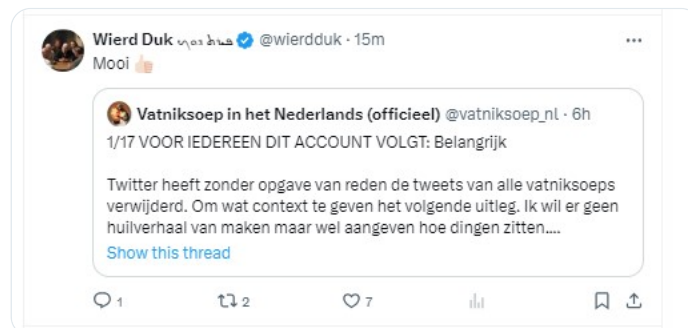 Wierd Duk @wierdduk · 15m
Mooi 👍🏻
Vatniksoep in het Nederlands (officieel) @vatniksoep_nl · 6h
1/17 VOOR IEDEREEN DIT ACCOUNT VOLGT: Belangrijk
Twitter heeft zonder opgave van reden de tweets van alle vatniksoeps
verwijderd. Om wat context te geven het volgende uitleg. Ik wil er geen
huilverhaal van maken maar wel aangeven hoe dingen zitten....
Show this thread
1 2 7